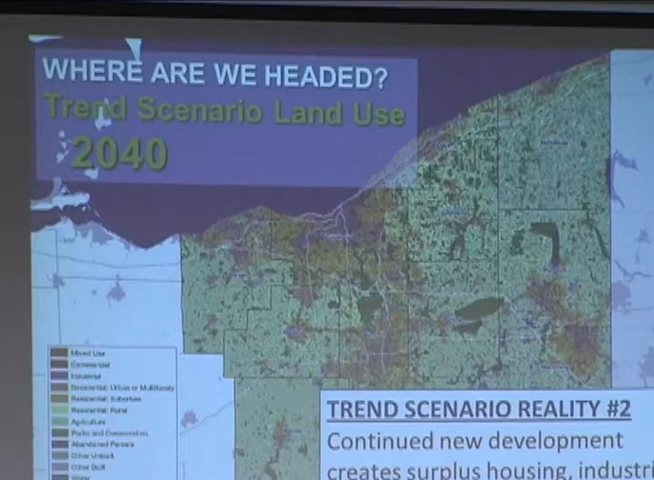 WHERE ARE WE HEADED?
Trend Scenario Land Use
2040
Mixed Use
Commercial
Industrial
Residential: Urban or Multifamily
Residential: Suburban
Residential: Rural
Agriculture
Parks and Conservation
Abandoned Parcels
Other Unbuilt
Other Built
Water
TREND SCENARIO REALITY #2
Continued new development
creates surplus housing, industri